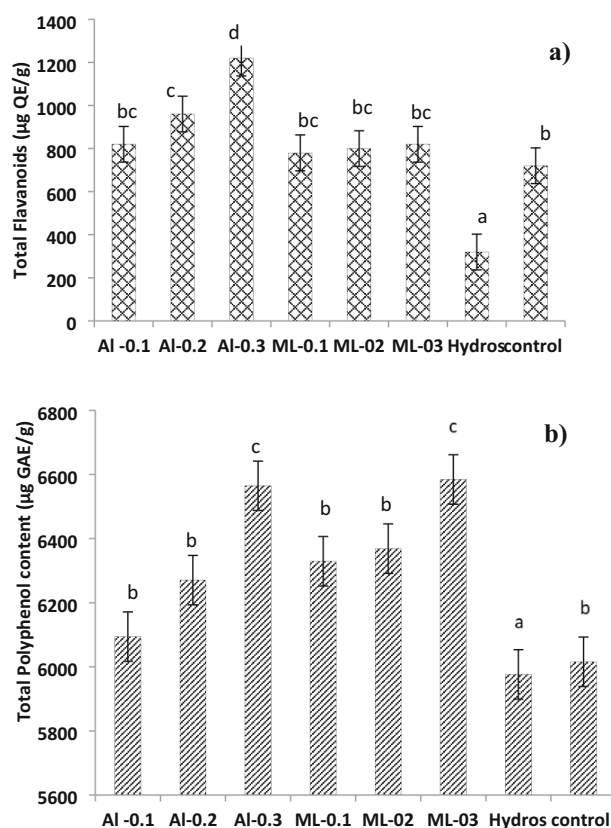 a)
Total Flavanoids (µg QE/g)
1400
1200
1000
800
600
400
200
0
bc
c
d
bc
bc
bc
a
b
Al -0.1 Al-0.2 Al-0.3 ML-0.1 ML-02 ML-03 Hydroscontrol
b)
Total Polyphenol content (µg GAE/g)
6800
6600
6400
6200
6000
5800
5600
b
b
c
b
b
c
a
b
Al -0.1 Al-0.2 Al-0.3 ML-0.1 ML-02 ML-03 Hydros control